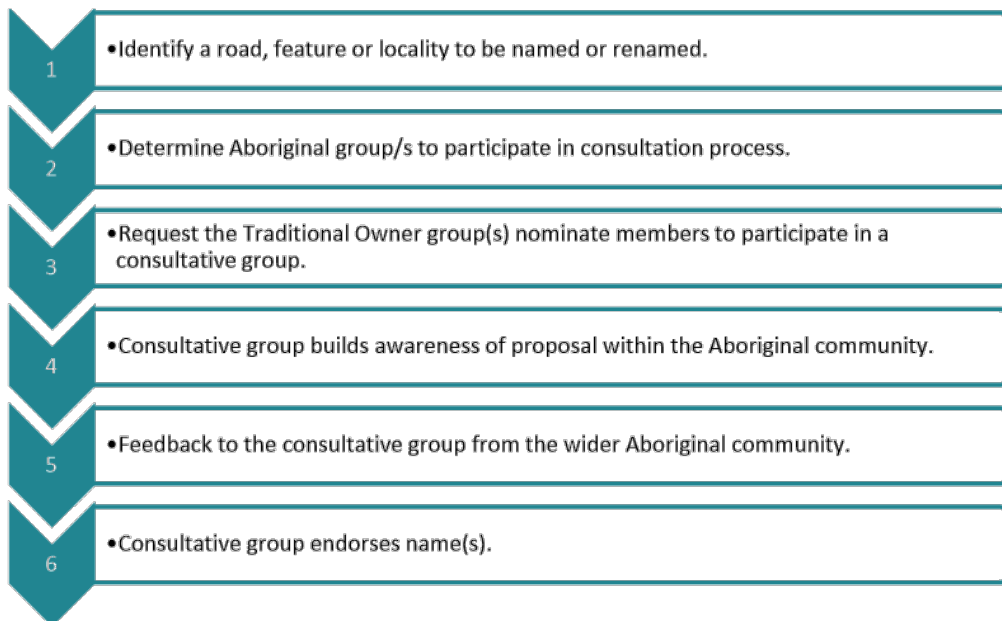 1
•Identify a road, feature or locality to be named or renamed.
2
•Determine Aboriginal group/s to participate in consultation process.
3
•Request the Traditional Owner group(s) nominate members to participate in a
consultative group.
4
•Consultative group builds awareness of proposal within the Aboriginal community.
5
•Feedback to the consultative group from the wider Aboriginal community.
6
•Consultative group endorses name(s).